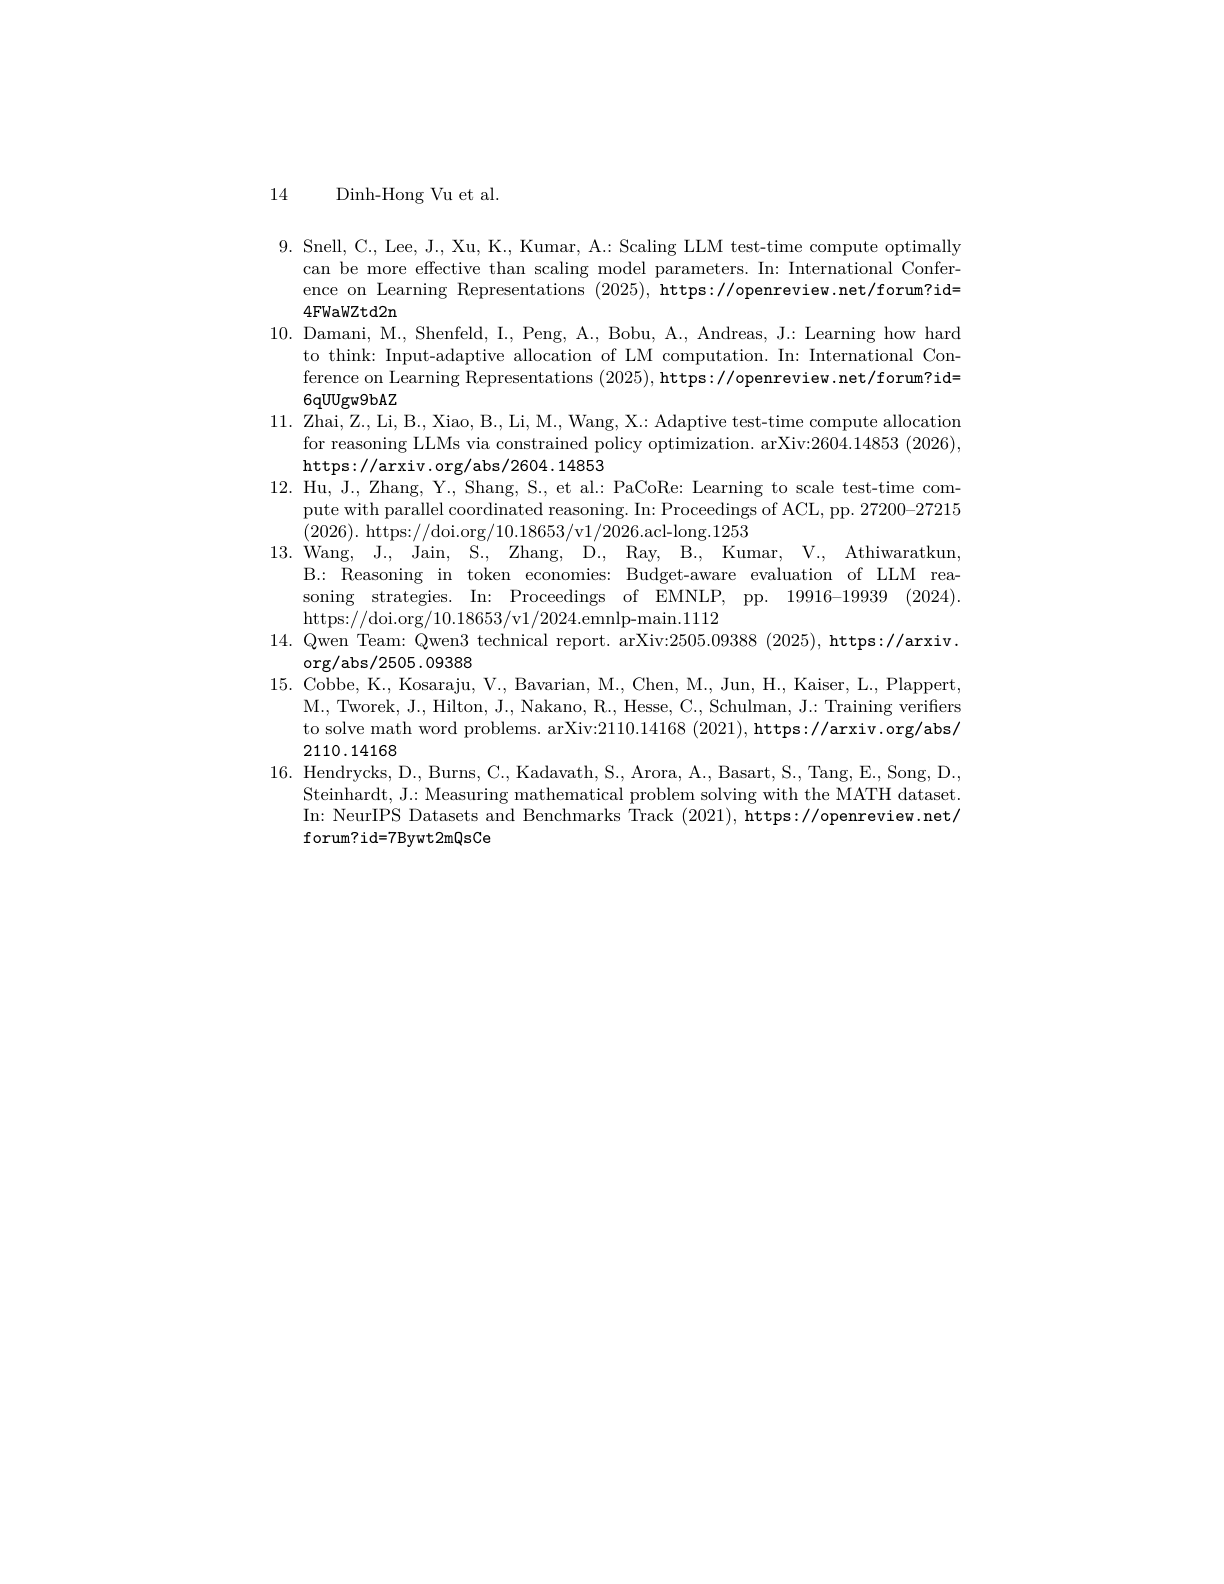 14 Dinh-Hong Vu et al.
9. Snell, C., Lee, J., Xu, K., Kumar, A.: Scaling LLM test-time compute optimally
can be more effective than scaling model parameters. In: International Confer-
ence on Learning Representations (2025), https://openreview.net/forum?id=
4FWaWZtd2n
10. Damani, M., Shenfeld, I., Peng, A., Bobu, A., Andreas, J.: Learning how hard
to think: Input-adaptive allocation of LM computation. In: International Con-
ference on Learning Representations (2025), https://openreview.net/forum?id=
6qUUgw9bAZ
11. Zhai, Z., Li, B., Xiao, B., Li, M., Wang, X.: Adaptive test-time compute allocation
for reasoning LLMs via constrained policy optimization. arXiv:2604.14853 (2026),
https://arxiv.org/abs/2604.14853
12. Hu, J., Zhang, Y., Shang, S., et al.: PaCoRe: Learning to scale test-time com-
pute with parallel coordinated reasoning. In: Proceedings of ACL, pp. 27200–27215
(2026). https://doi.org/10.18653/v1/2026.acl-long.1253
13. Wang, J., Jain, S., Zhang, D., Ray, B., Kumar, V., Athiwaratkun,
B.: Reasoning in token economies: Budget-aware evaluation of LLM rea-
soning strategies. In: Proceedings of EMNLP, pp. 19916–19939 (2024).
https://doi.org/10.18653/v1/2024.emnlp-main.1112
14. Qwen Team: Qwen3 technical report. arXiv:2505.09388 (2025), https://arxiv.
org/abs/2505.09388
15. Cobbe, K., Kosaraju, V., Bavarian, M., Chen, M., Jun, H., Kaiser, L., Plappert,
M., Tworek, J., Hilton, J., Nakano, R., Hesse, C., Schulman, J.: Training verifiers
to solve math word problems. arXiv:2110.14168 (2021), https://arxiv.org/abs/
2110.14168
16. Hendrycks, D., Burns, C., Kadavath, S., Arora, A., Basart, S., Tang, E., Song, D.,
Steinhardt, J.: Measuring mathematical problem solving with the MATH dataset.
In: NeurIPS Datasets and Benchmarks Track (2021), https://openreview.net/
forum?id=7Bywt2mQsCe